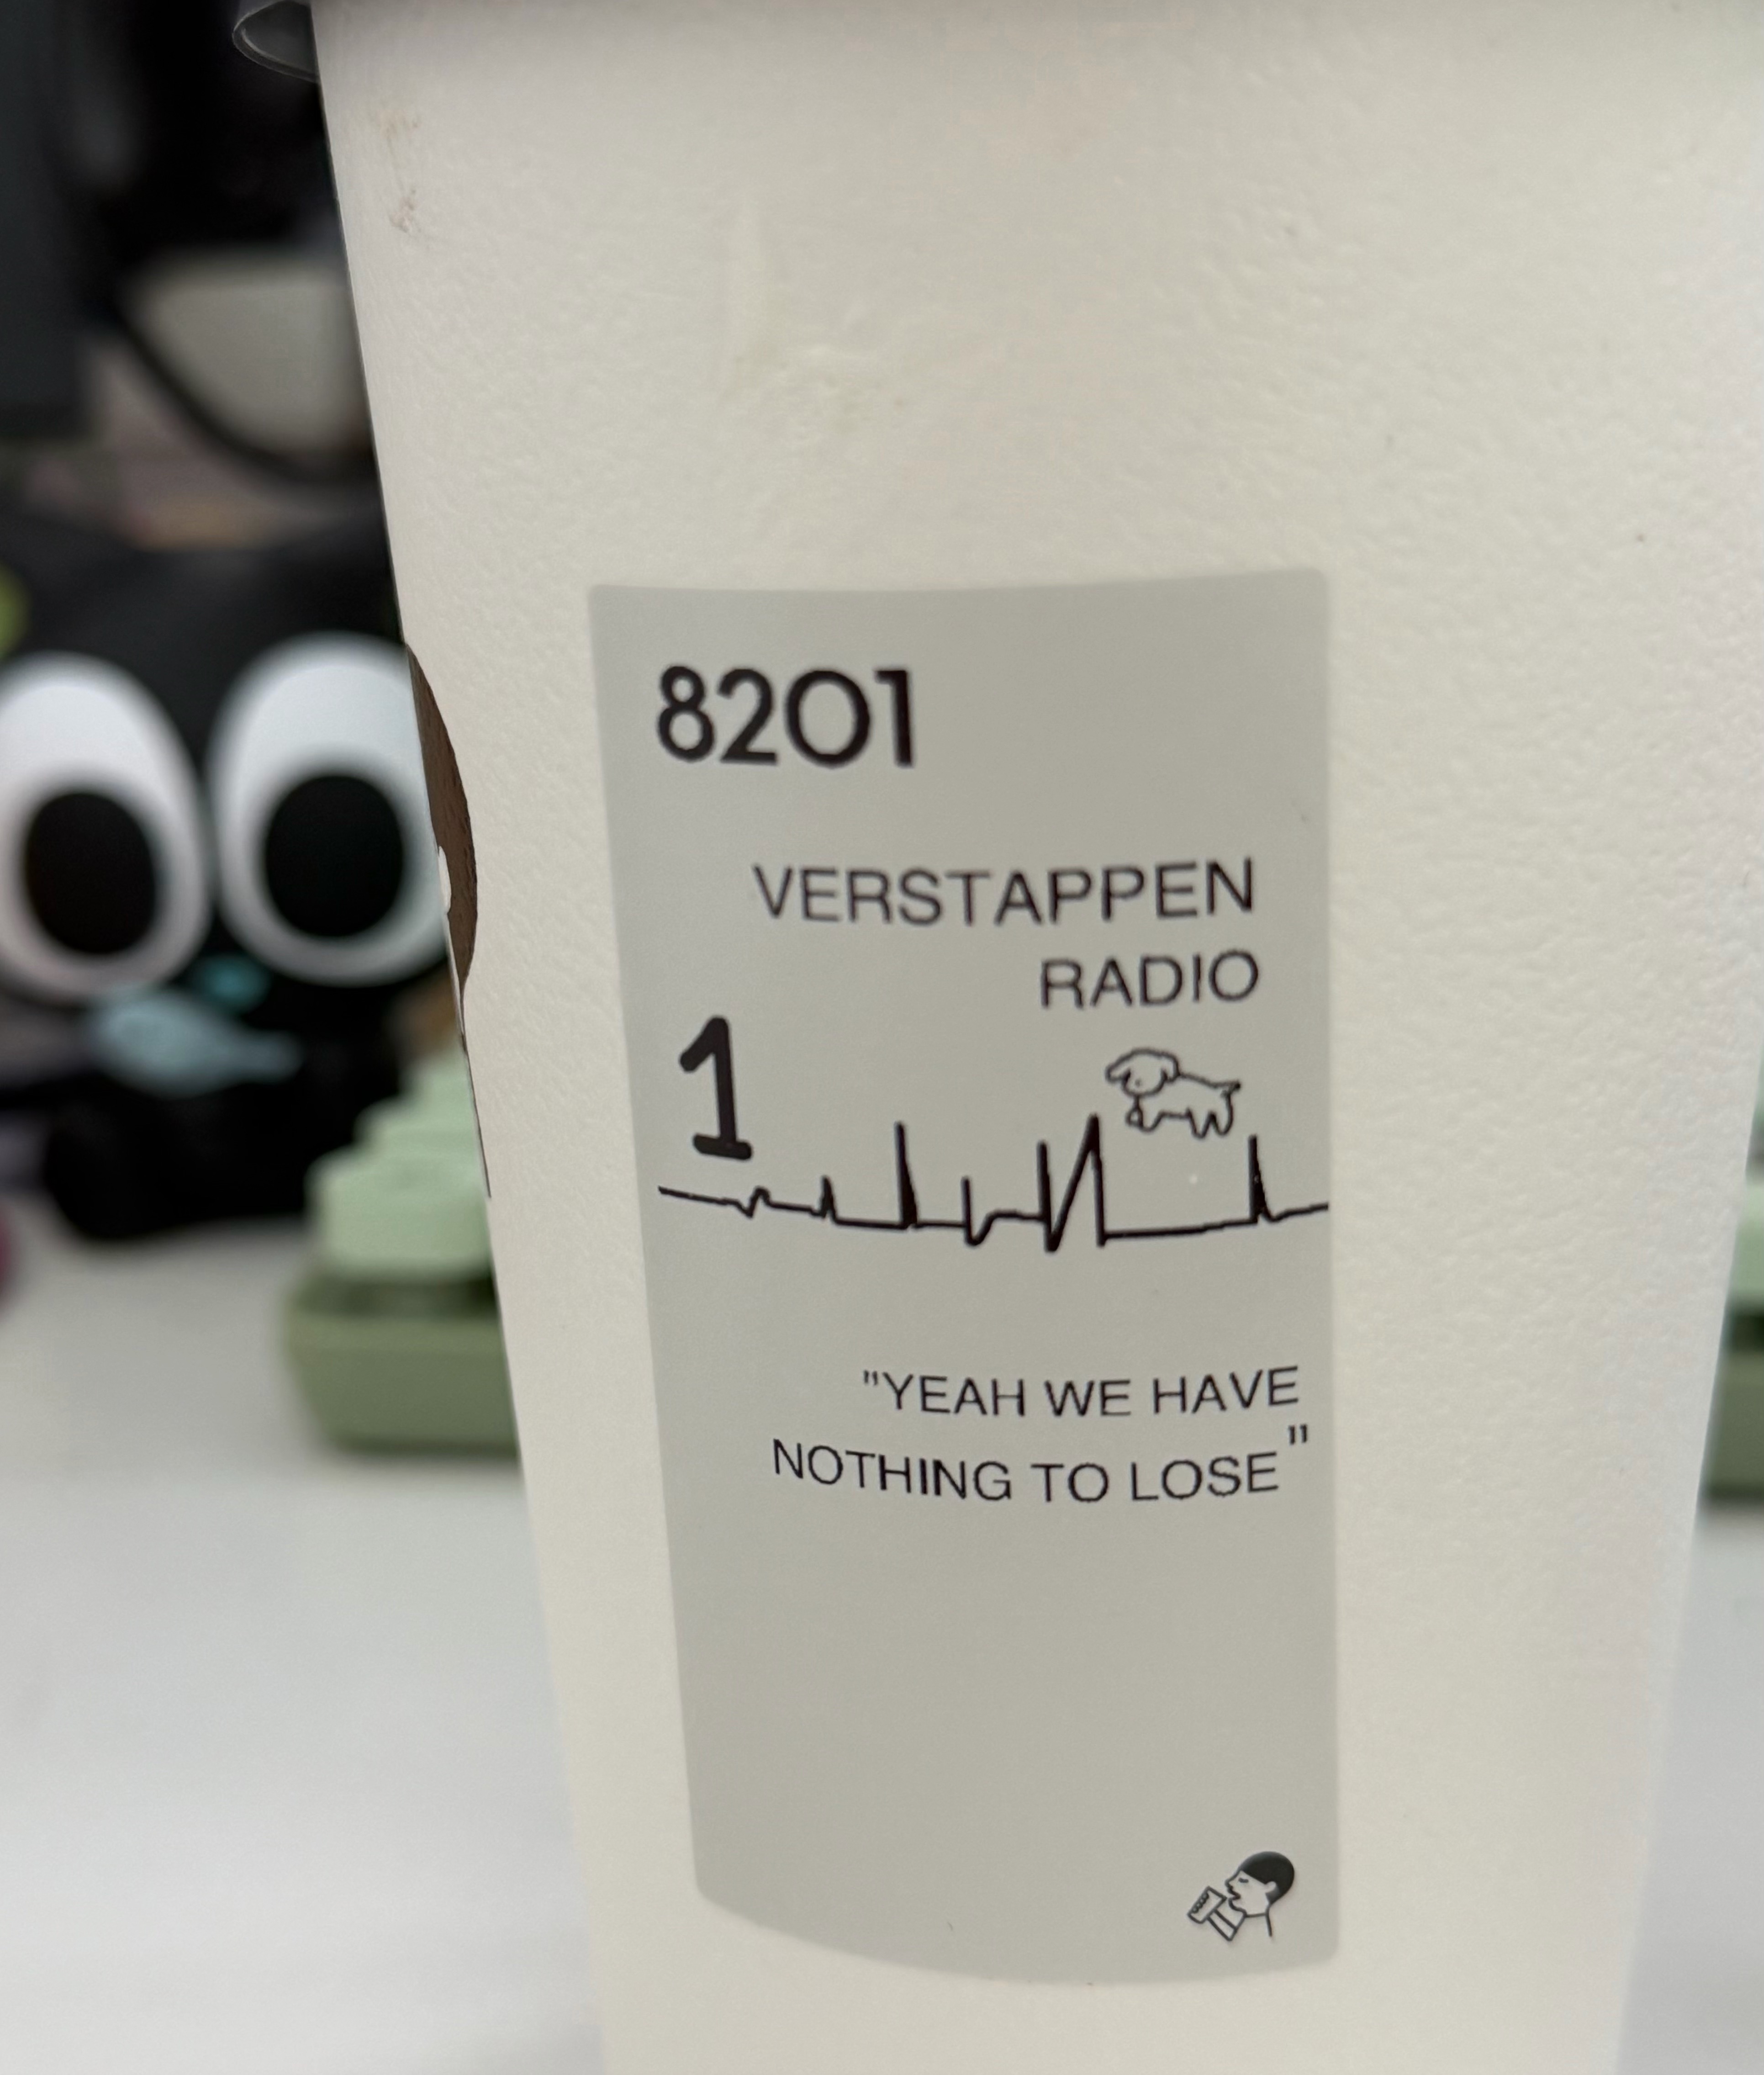 8201
VERSTAPPEN
RADIO
1
"YEAH WE HAVE
NOTHING TO LOSE"